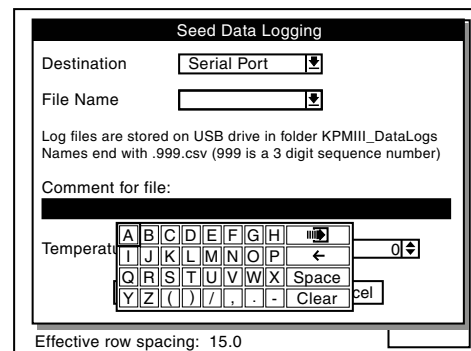 Seed Data Logging
Destination Serial Port
File Name
Log files are stored on USB drive in folder KPMIII_DataLogs
Names end with .999.csv (999 is a 3 digit sequence number)
Comment for file:
A B C D E F G H
Temperatu I J K L M N O P ← 0
Q R S T U V W X Space
Y Z ( ) / , . - Clear cel
Effective row spacing: 15.0